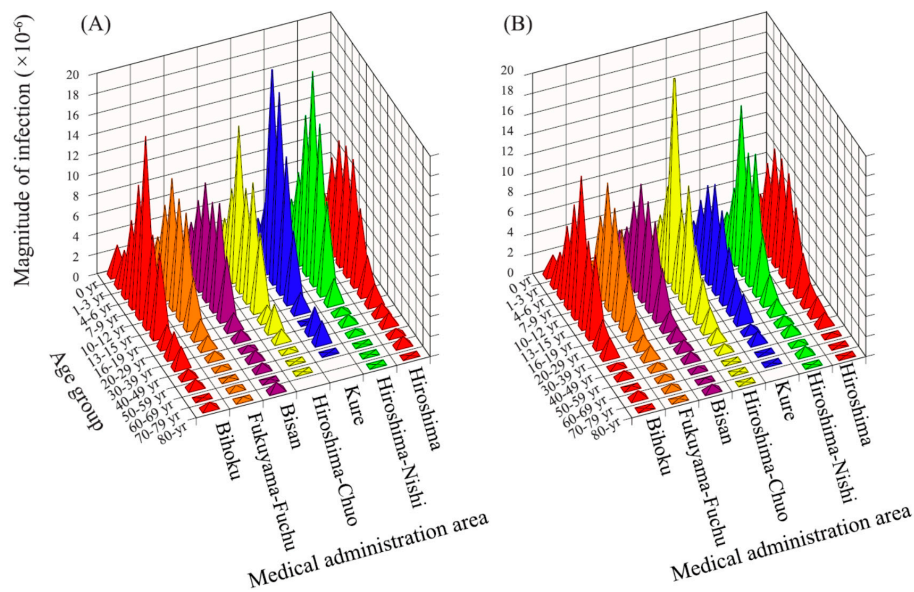 (A)
Magnitude of infection ( ×10-6)
20
18
16
14
12
10
8
6
4
2
0
0 yr
1-3 yr
4-6 yr
7-9 yr
10-12 yr
13-15 yr
16-19 yr
20-29 yr
30-39 yr
40-49 yr
50-59 yr
60-69 yr
70-79 yr
80-yr
Age group
Bihoku
Fukuyama-Fuchu
Bisan
Hiroshima-Chuo
Kure
Hiroshima-Nishi
Hiroshima
Medical administration area
(B)
20
18
16
14
12
10
8
6
4
2
0
0 yr
1-3 yr
4-6 yr
7-9 yr
10-12 yr
13-15 yr
16-19 yr
20-29 yr
30-39 yr
40-49 yr
50-59 yr
60-69 yr
70-79 yr
80-yr
Bihoku
Fukuyama-Fuchu
Bisan
Hiroshima-Chuo
Kure
Hiroshima-Nishi
Hiroshima
Medical administration area